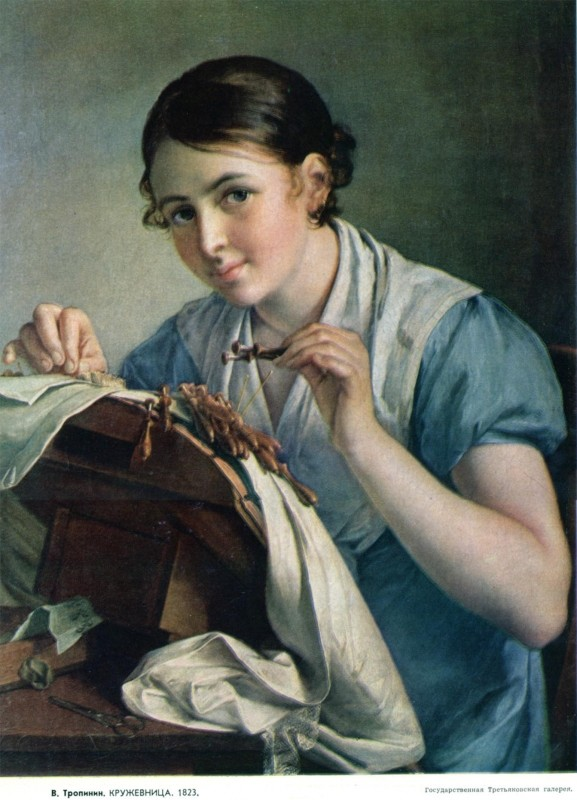 В. Тропинин. КРУЖЕВНИЦА. 1823.
Государственная Третьяковская галерея.